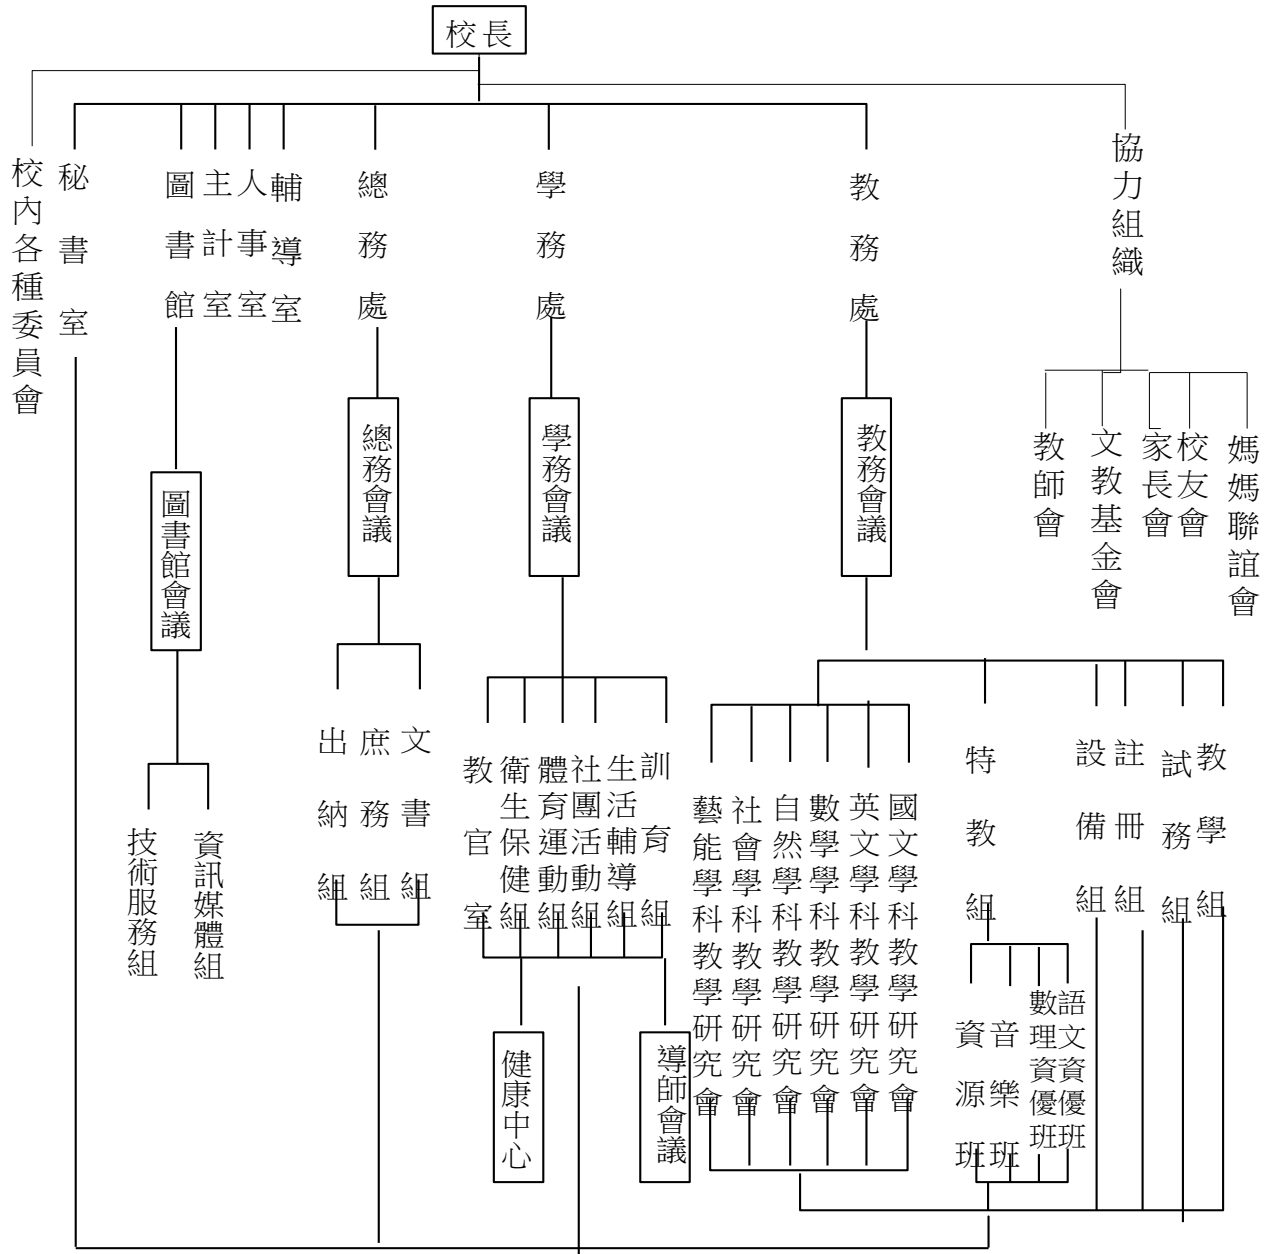 校長
校內各種委員會
秘書室
圖書館
主計室
人事室
輔導室
總務處
學務處
教務處
協力組織
圖書館會議
總務會議
學務會議
教務會議
教師會
文教基金會
家長會
校友會
媽媽聯誼會
技術服務組
資訊媒體組
出納組
庶務組
文書組
教官室
衛生保健組
體育運動組
社團活動組
生活輔導組
訓育組
藝能學科教學研究會
社會學科教學研究會
自然學科教學研究會
數學學科教學研究會
英文學科教學研究會
國文學科教學研究會
特教組
設備組
註冊組
試務組
教學組
資源班
音樂班
數理資優班
語文資優班
健康中心
導師會議